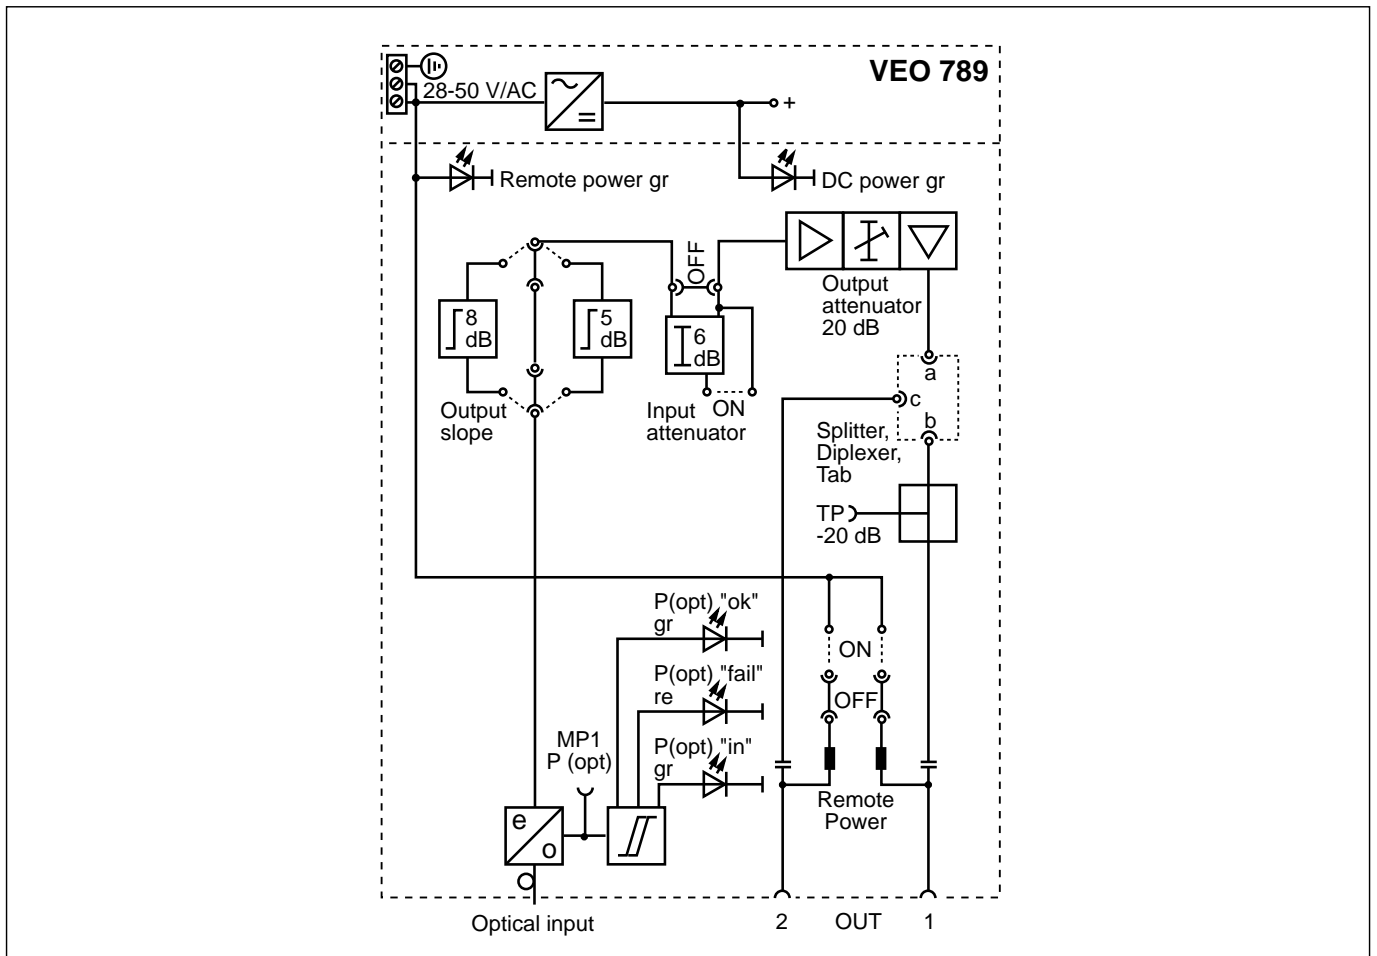 VEO 789
28-50 V/AC
+
Remote power gr
DC power gr
OFF
8
dB
5
dB
6
dB
Output
attenuator
20 dB
Output
slope
Input
attenuator
ON
a
c
b
Splitter,
Diplexer,
Tab
TP
-20 dB
P(opt) "ok"
gr
ON
P(opt) "fail"
re
OFF
MP1
P (opt)
P(opt) "in"
gr
Remote
Power
e
o
Optical input
2
OUT
1